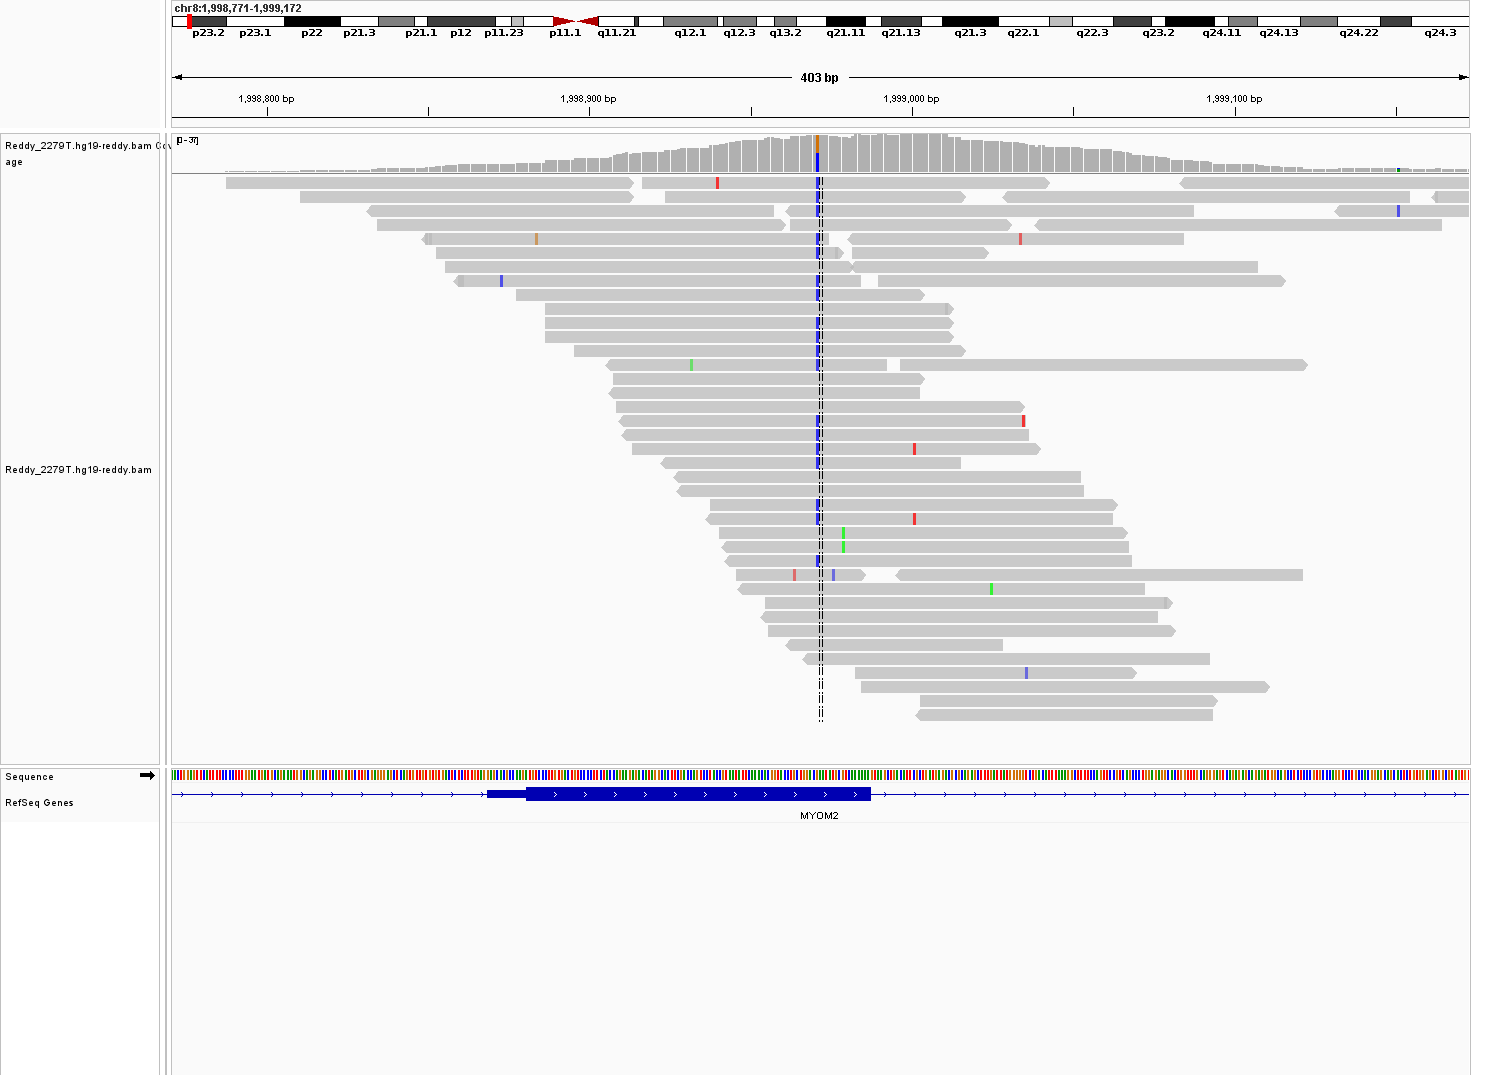 chr8:1,998,771-1,999,172
p23.2 p23.1 p22 p21.3 p21.1 p12 p11.23 p11.1 q11.21 q12.1 q12.3 q13.2 q21.11 q21.13 q21.3 q22.1 q22.3 q23.2 q24.11 q24.13 q24.22 q24.3
403 bp
1,998,800 bp 1,998,900 bp 1,999,000 bp 1,999,100 bp
[0 - 37]
Reddy_2279T.hg19-reddy.bam Cov
age
Reddy_2279T.hg19-reddy.bam
Sequence
RefSeq Genes
MYOM2